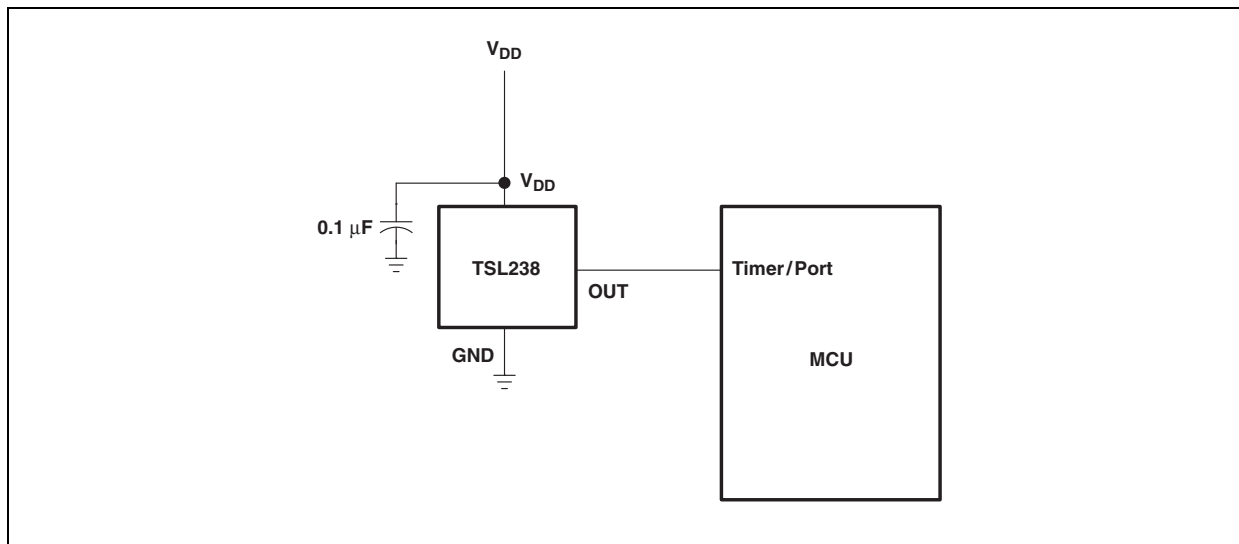 VDD
VDD
0.1 μF
TSL238
Timer/Port
OUT
GND
MCU